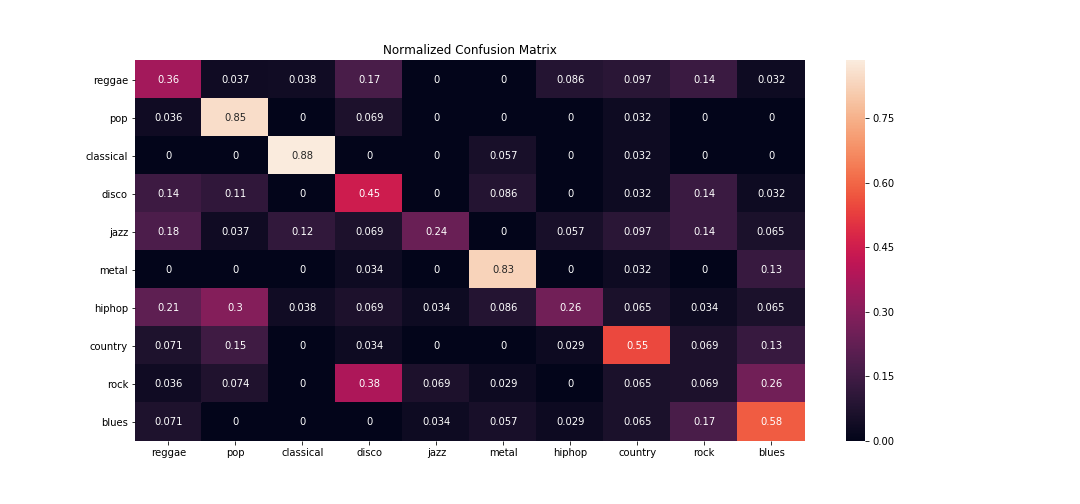 Normalized Confusion Matrix
reggae 0.36 0.037 0.038 0.17 0 0 0.086 0.097 0.14 0.032
pop 0.036 0.85 0 0.069 0 0 0 0.032 0 0
classical 0 0 0.88 0 0 0.057 0 0.032 0 0
disco 0.14 0.11 0 0.45 0 0.086 0 0.032 0.14 0.032
jazz 0.18 0.037 0.12 0.069 0.24 0 0.057 0.097 0.14 0.065
metal 0 0 0 0.034 0 0.83 0 0.032 0 0.13
hiphop 0.21 0.3 0.038 0.069 0.034 0.086 0.26 0.065 0.034 0.065
country 0.071 0.15 0 0.034 0 0 0.029 0.55 0.069 0.13
rock 0.036 0.074 0 0.38 0.069 0.029 0 0.065 0.069 0.26
blues 0.071 0 0 0 0.034 0.057 0.029 0.065 0.17 0.58
reggae pop classical disco jazz metal hiphop country rock blues
0.75
0.60
0.45
0.30
0.15
0.00